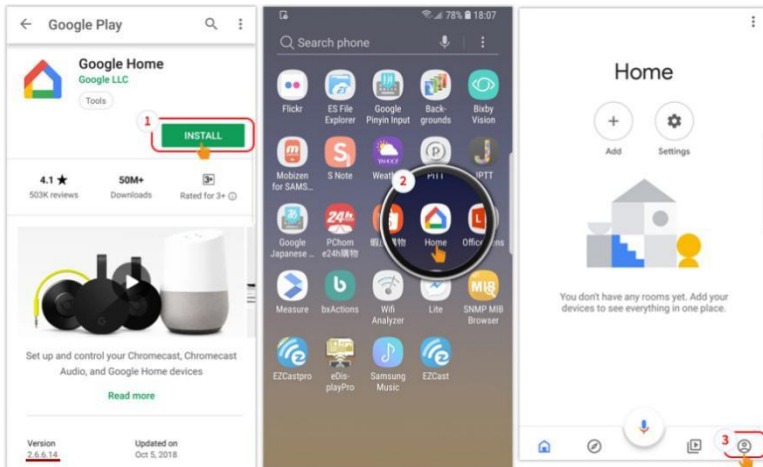 Google Play
Google Home
Google LLC
Tools
1
INSTALL
4.1 ★
50M+
3+
503K reviews
Downloads
Rated for 3+
Set up and control your Chromecast, Chromecast
Audio, and Google Home devices
Read more
Version
Updated on
2.6.6.14
Oct 5, 2018
78% 18:07
Search phone
Flickr
ES File
Explorer
Google
Pinyin Input
Back-
grounds
Bixby
Vision
Mobizen
for SAMS...
S Note
YAHOO!
PITT
JPTT
2
Google
Japanese ...
24h
PChom
e24h購物
Home
Measure
bxActions
Wifi
Analyzer
Lite
MIB
SNMP MIB
Browser
EZCastpro
eDis-
playPro
Samsung
Music
EZCast
Home
Add
Settings
You don't have any rooms yet. Add your
devices to see everything in one place.
3